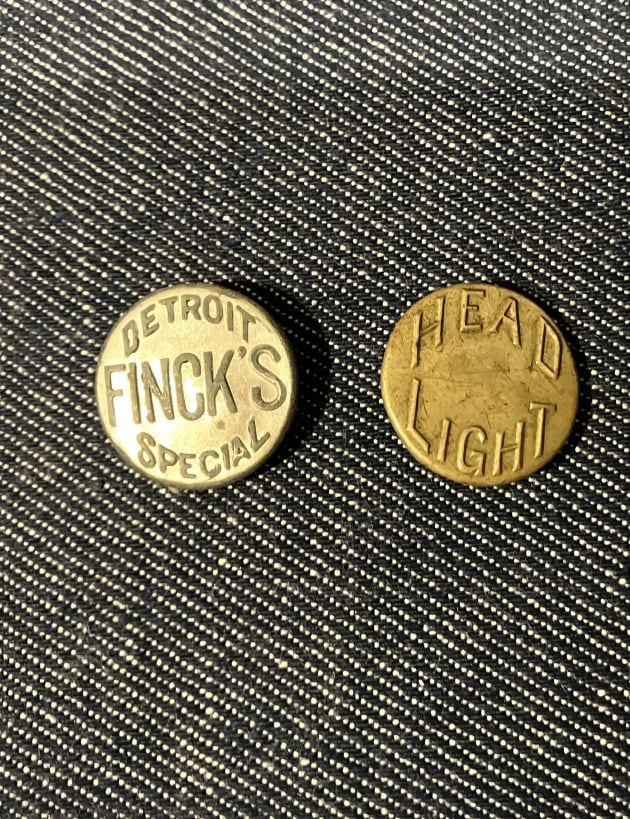 DETROIT
FINCK'S
SPECIAL
HEAD
LIGHT